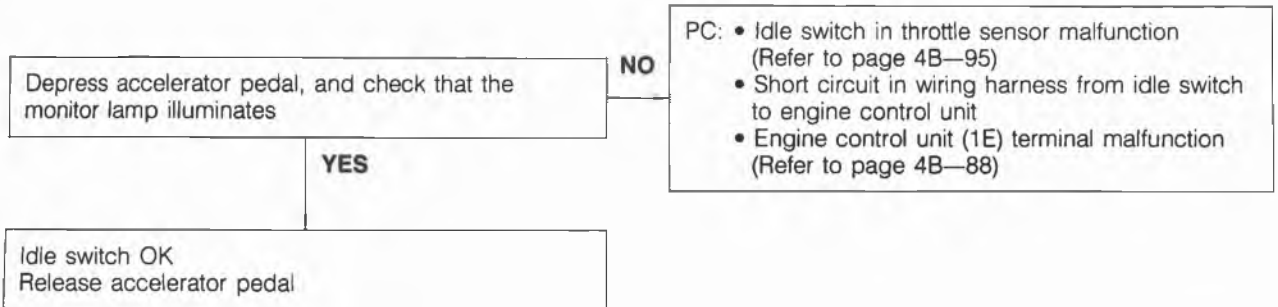 Depress accelerator pedal, and check that the
monitor lamp illuminates
NO
PC: • Idle switch in throttle sensor malfunction
(Refer to page 4B—95)
• Short circuit in wiring harness from idle switch
to engine control unit
• Engine control unit (1E) terminal malfunction
(Refer to page 4B—88)
YES
Idle switch OK
Release accelerator pedal